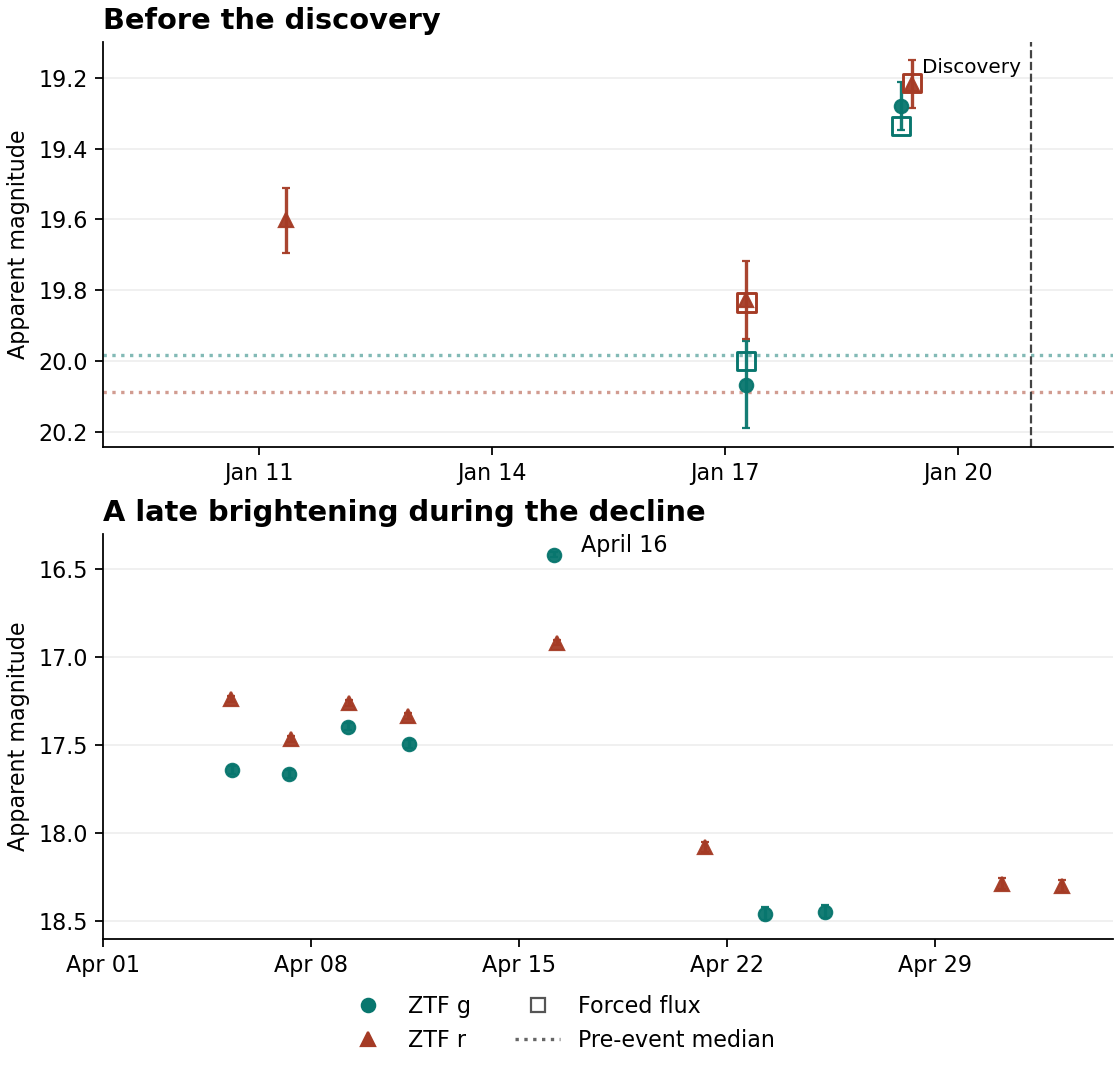 Before the discovery
Apparent magnitude
19.2
19.4
19.6
19.8
20.0
20.2
Discovery
Jan 11
Jan 14
Jan 17
Jan 20
A late brightening during the decline
Apparent magnitude
16.5
17.0
17.5
18.0
18.5
April 16
Apr 01
Apr 08
Apr 15
Apr 22
Apr 29
ZTF g
ZTF r
Forced flux
Pre-event median